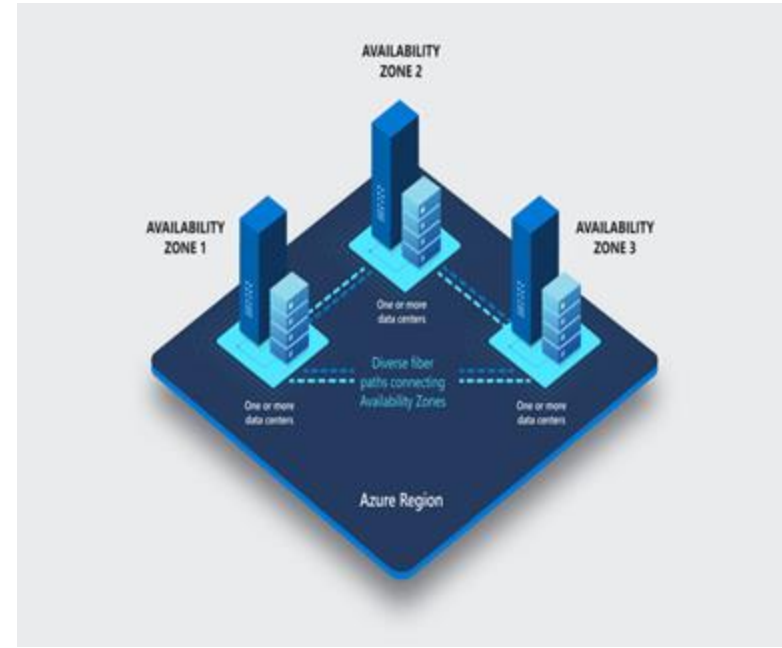 AVAILABILITY
ZONE 2
AVAILABILITY
ZONE 1
AVAILABILITY
ZONE 3
One or more
data centers
Diverse fiber
paths connecting
Availability Zones
One or more
data centers
One or more
data centers
Azure Region